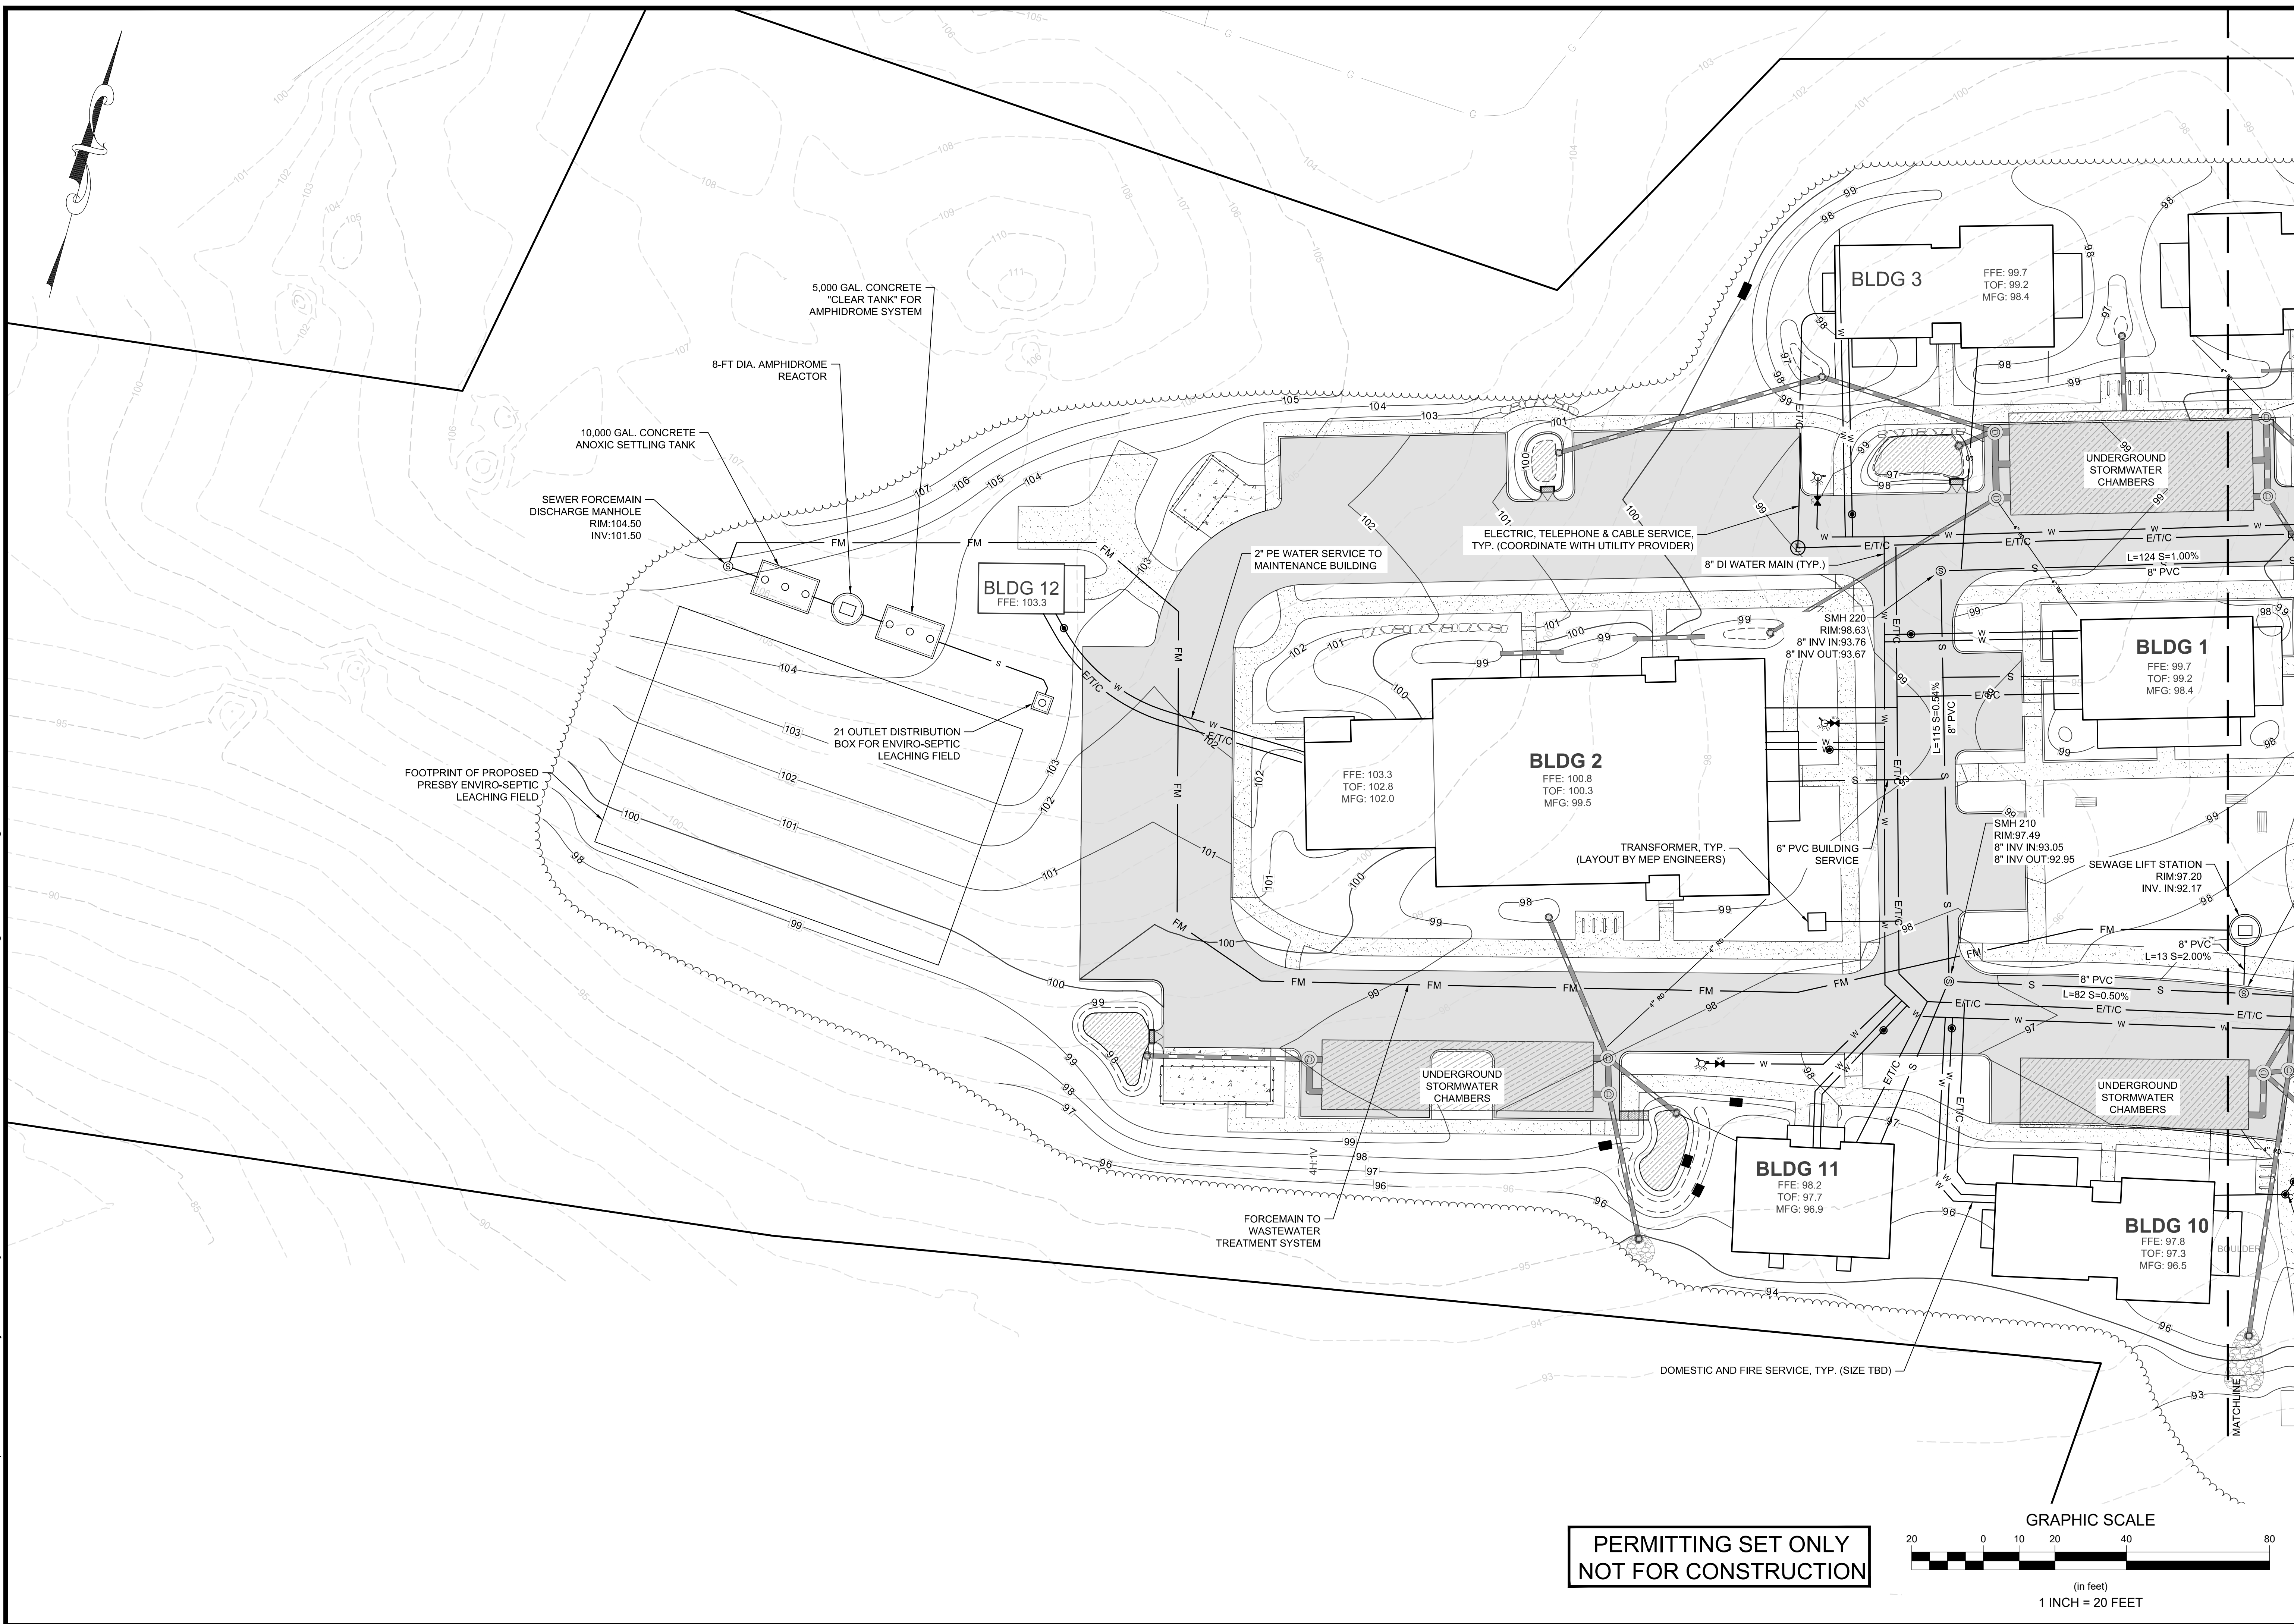 5,000 GAL. CONCRETE
"CLEAR TANK" FOR
AMPHIDROME SYSTEM
8-FT DIA. AMPHIDROME
REACTOR
10,000 GAL. CONCRETE
ANOXIC SETTLING TANK
SEWER FORCEMAIN
DISCHARGE MANHOLE
RIM:104.50
INV:101.50
BLDG 12
FFE: 103.3
2" PE WATER SERVICE TO
MAINTENANCE BUILDING
21 OUTLET DISTRIBUTION
BOX FOR ENVIRO-SEPTIC
LEACHING FIELD
FOOTPRINT OF PROPOSED
PRESBY ENVIRO-SEPTIC
LEACHING FIELD
BLDG 3
FFE: 99.7
TOF: 99.2
MFG: 98.4
UNDERGROUND
STORMWATER
CHAMBERS
ELECTRIC, TELEPHONE & CABLE SERVICE,
TYP. (COORDINATE WITH UTILITY PROVIDER)
8" DI WATER MAIN (TYP.)
L=124 S=1.00%
8" PVC
SMH 220
RIM:98.63
8" INV IN:93.76
8" INV OUT:93.67
L=115 S=0.54%
8" PVC
BLDG 1
FFE: 99.7
TOF: 99.2
MFG: 98.4
FFE: 103.3
TOF: 102.8
MFG: 102.0
BLDG 2
FFE: 100.8
TOF: 100.3
MFG: 99.5
TRANSFORMER, TYP.
(LAYOUT BY MEP ENGINEERS)
6" PVC BUILDING
SERVICE
SMH 210
RIM:97.49
8" INV IN:93.05
8" INV OUT:92.95
SEWAGE LIFT STATION
RIM:97.20
INV. IN:92.17
8" PVC
L=13 S=2.00%
8" PVC
L=82 S=0.50%
UNDERGROUND
STORMWATER
CHAMBERS
UNDERGROUND
STORMWATER
CHAMBERS
4H:1V
FORCEMAIN TO
WASTEWATER
TREATMENT SYSTEM
BLDG 11
FFE: 98.2
TOF: 97.7
MFG: 96.9
BLDG 10
FFE: 97.8
TOF: 97.3
MFG: 96.5
BOULDER
DOMESTIC AND FIRE SERVICE, TYP. (SIZE TBD)
MATCHLINE
PERMITTING SET ONLY
NOT FOR CONSTRUCTION
GRAPHIC SCALE
20 0 10 20 40 80
(in feet)
1 INCH = 20 FEET